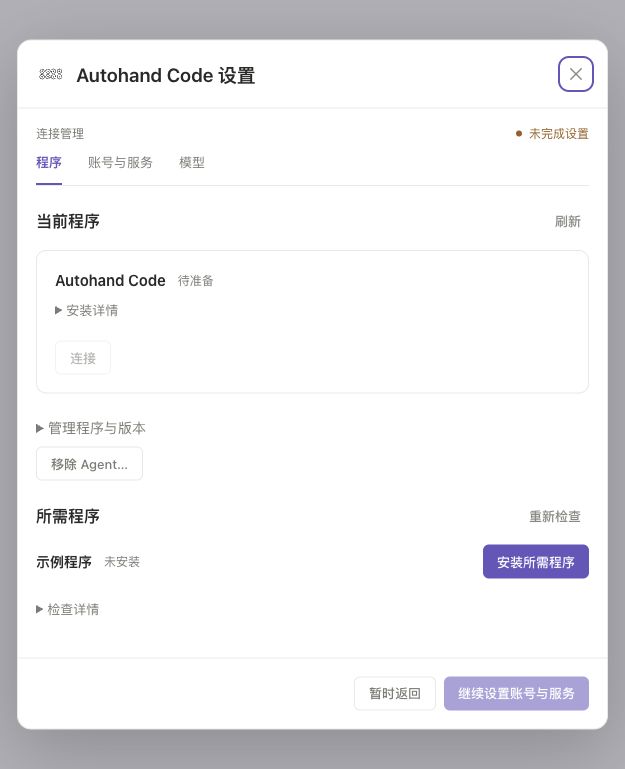 Autohand Code 设置
连接管理
未完成设置
程序 账号与服务 模型
当前程序
刷新
Autohand Code 待准备
安装详情
连接
管理程序与版本
移除 Agent...
所需程序
重新检查
示例程序 未安装
安装所需程序
检查详情
暂时返回 继续设置账号与服务